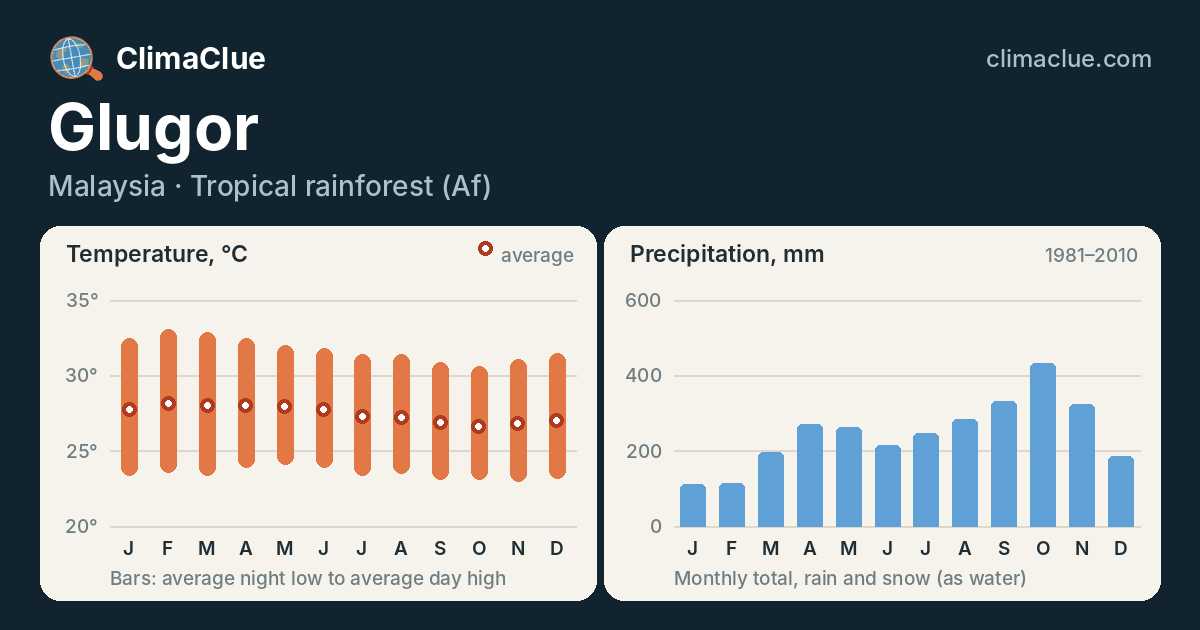 ClimaClue
climaclue.com
Glugor
Malaysia · Tropical rainforest (Af)
Temperature, °C
average
35°
30°
25°
20°
J F M A M J J A S O N D
Bars: average night low to average day high
Precipitation, mm
1981–2010
600
400
200
0
J F M A M J J A S O N D
Monthly total, rain and snow (as water)